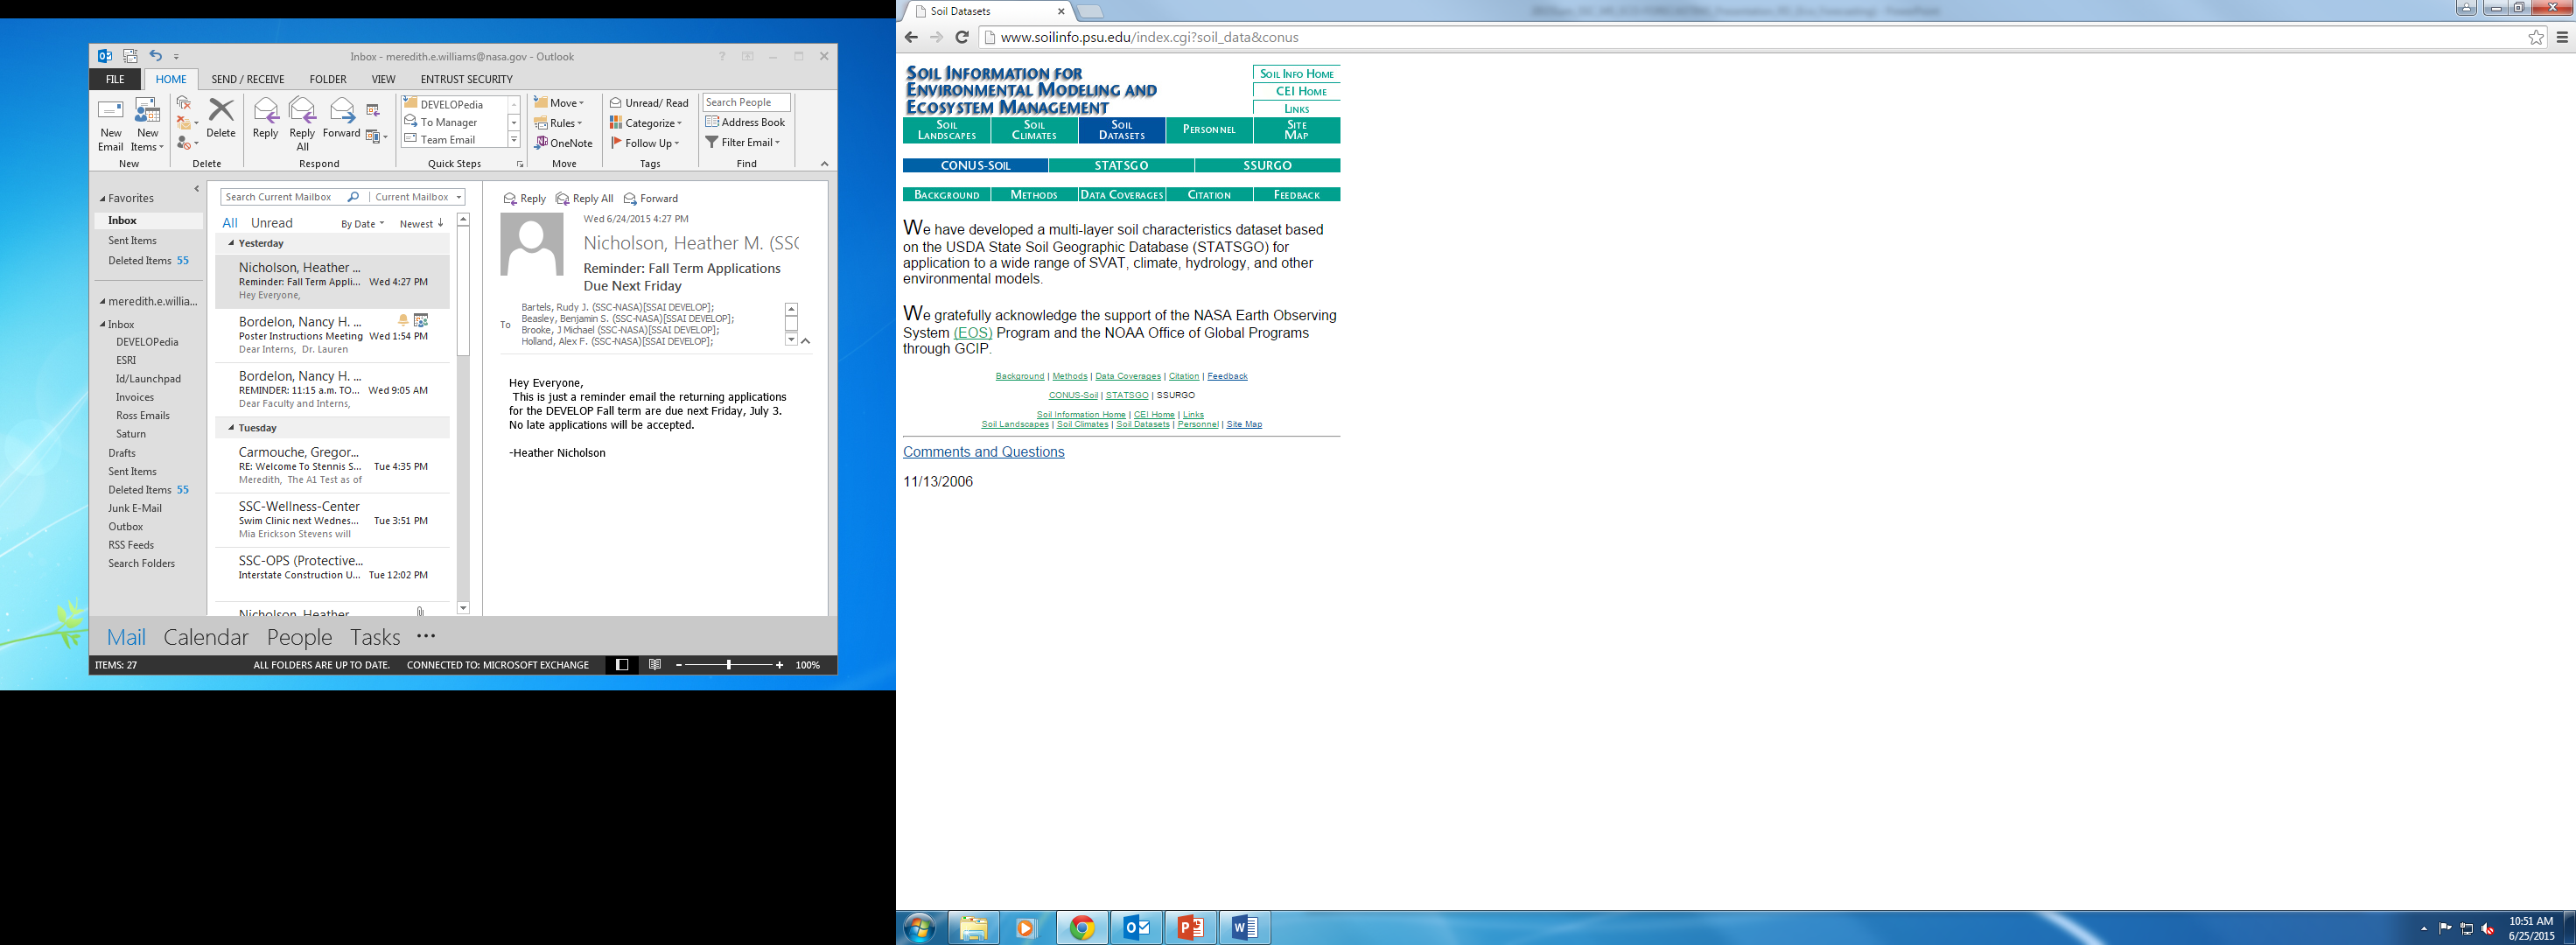 Inbox - meredith.e.williams@nasa.gov - Outlook
FILE
HOME
SEND / RECEIVE
FOLDER
VIEW
ENTRUST SECURITY
New Email
New Items
New
Delete
Delete
Reply
Reply All
Forward
Respond
DEVELOPedia
To Manager
Team Email
Quick Steps
Move
Rules
OneNote
Move
Unread/ Read
Categorize
Follow Up
Tags
Search People
Address Book
Filter Email
Find
Favorites
Inbox
Sent Items
Deleted Items 55
meredith.e.willia...
Inbox
DEVELOPedia
ESRI
Id/Launchpad
Invoices
Ross Emails
Saturn
Drafts
Sent Items
Deleted Items 55
Junk E-Mail
Outbox
RSS Feeds
Search Folders
Search Current Mailbox
Current Mailbox
All Unread
By Date
Newest
Yesterday
Nicholson, Heather ...
Reminder: Fall Term Appli... Wed 4:27 PM
Hey Everyone,
Bordelon, Nancy H. ...
Poster Instructions Meeting Wed 1:54 PM
Dear Interns, Dr. Lauren
Bordelon, Nancy H. ...
REMINDER: 11:15 a.m. TO... Wed 9:05 AM
Dear Faculty and Interns,
Tuesday
Carmouche, Gregor...
RE: Welcome To Stennis S... Tue 4:35 PM
Meredith, The A1 Test as of
SSC-Wellness-Center
Swim Clinic next Wednes... Tue 3:51 PM
Mia Erickson Stevens will
SSC-OPS (Protective...
Interstate Construction U... Tue 12:02 PM
Nicholson, Heather
Reply
Reply All
Forward
Wed 6/24/2015 4:27 PM
Nicholson, Heather M. (SSC
Reminder: Fall Term Applications
Due Next Friday
To
Bartels, Rudy J. (SSC-NASA)[SSAI DEVELOP];
Beasley, Benjamin S. (SSC-NASA)[SSAI DEVELOP];
Brooke, J Michael (SSC-NASA)[SSAI DEVELOP];
Holland, Alex F. (SSC-NASA)[SSAI DEVELOP];
Hey Everyone,
This is just a reminder email the returning applications
for the DEVELOP Fall term are due next Friday, July 3.
No late applications will be accepted.
-Heather Nicholson
Mail Calendar People Tasks ...
ITEMS: 27
ALL FOLDERS ARE UP TO DATE.
CONNECTED TO: MICROSOFT EXCHANGE
100%
Soil Datasets
www.soilinfo.psu.edu/index.cgi?soil_data&conus
SOIL INFORMATION FOR
ENVIRONMENTAL MODELING AND
ECOSYSTEM MANAGEMENT
SOIL INFO HOME
CEI HOME
LINKS
SOIL LANDSCAPES
SOIL CLIMATES
SOIL DATASETS
PERSONNEL
SITE MAP
CONUS-SOIL
STATSGO
SSURGO
BACKGROUND
METHODS
DATA COVERAGES
CITATION
FEEDBACK
We have developed a multi-layer soil characteristics dataset based
on the USDA State Soil Geographic Database (STATSGO) for
application to a wide range of SVAT, climate, hydrology, and other
environmental models.
We gratefully acknowledge the support of the NASA Earth Observing
System (EOS) Program and the NOAA Office of Global Programs
through GCIP.
Background | Methods | Data Coverages | Citation | Feedback
CONUS-Soil | STATSGO | SSURGO
Soil Information Home | CEI Home | Links
Soil Landscapes | Soil Climates | Soil Datasets | Personnel | Site Map
Comments and Questions
11/13/2006
10:51 AM
6/25/2015